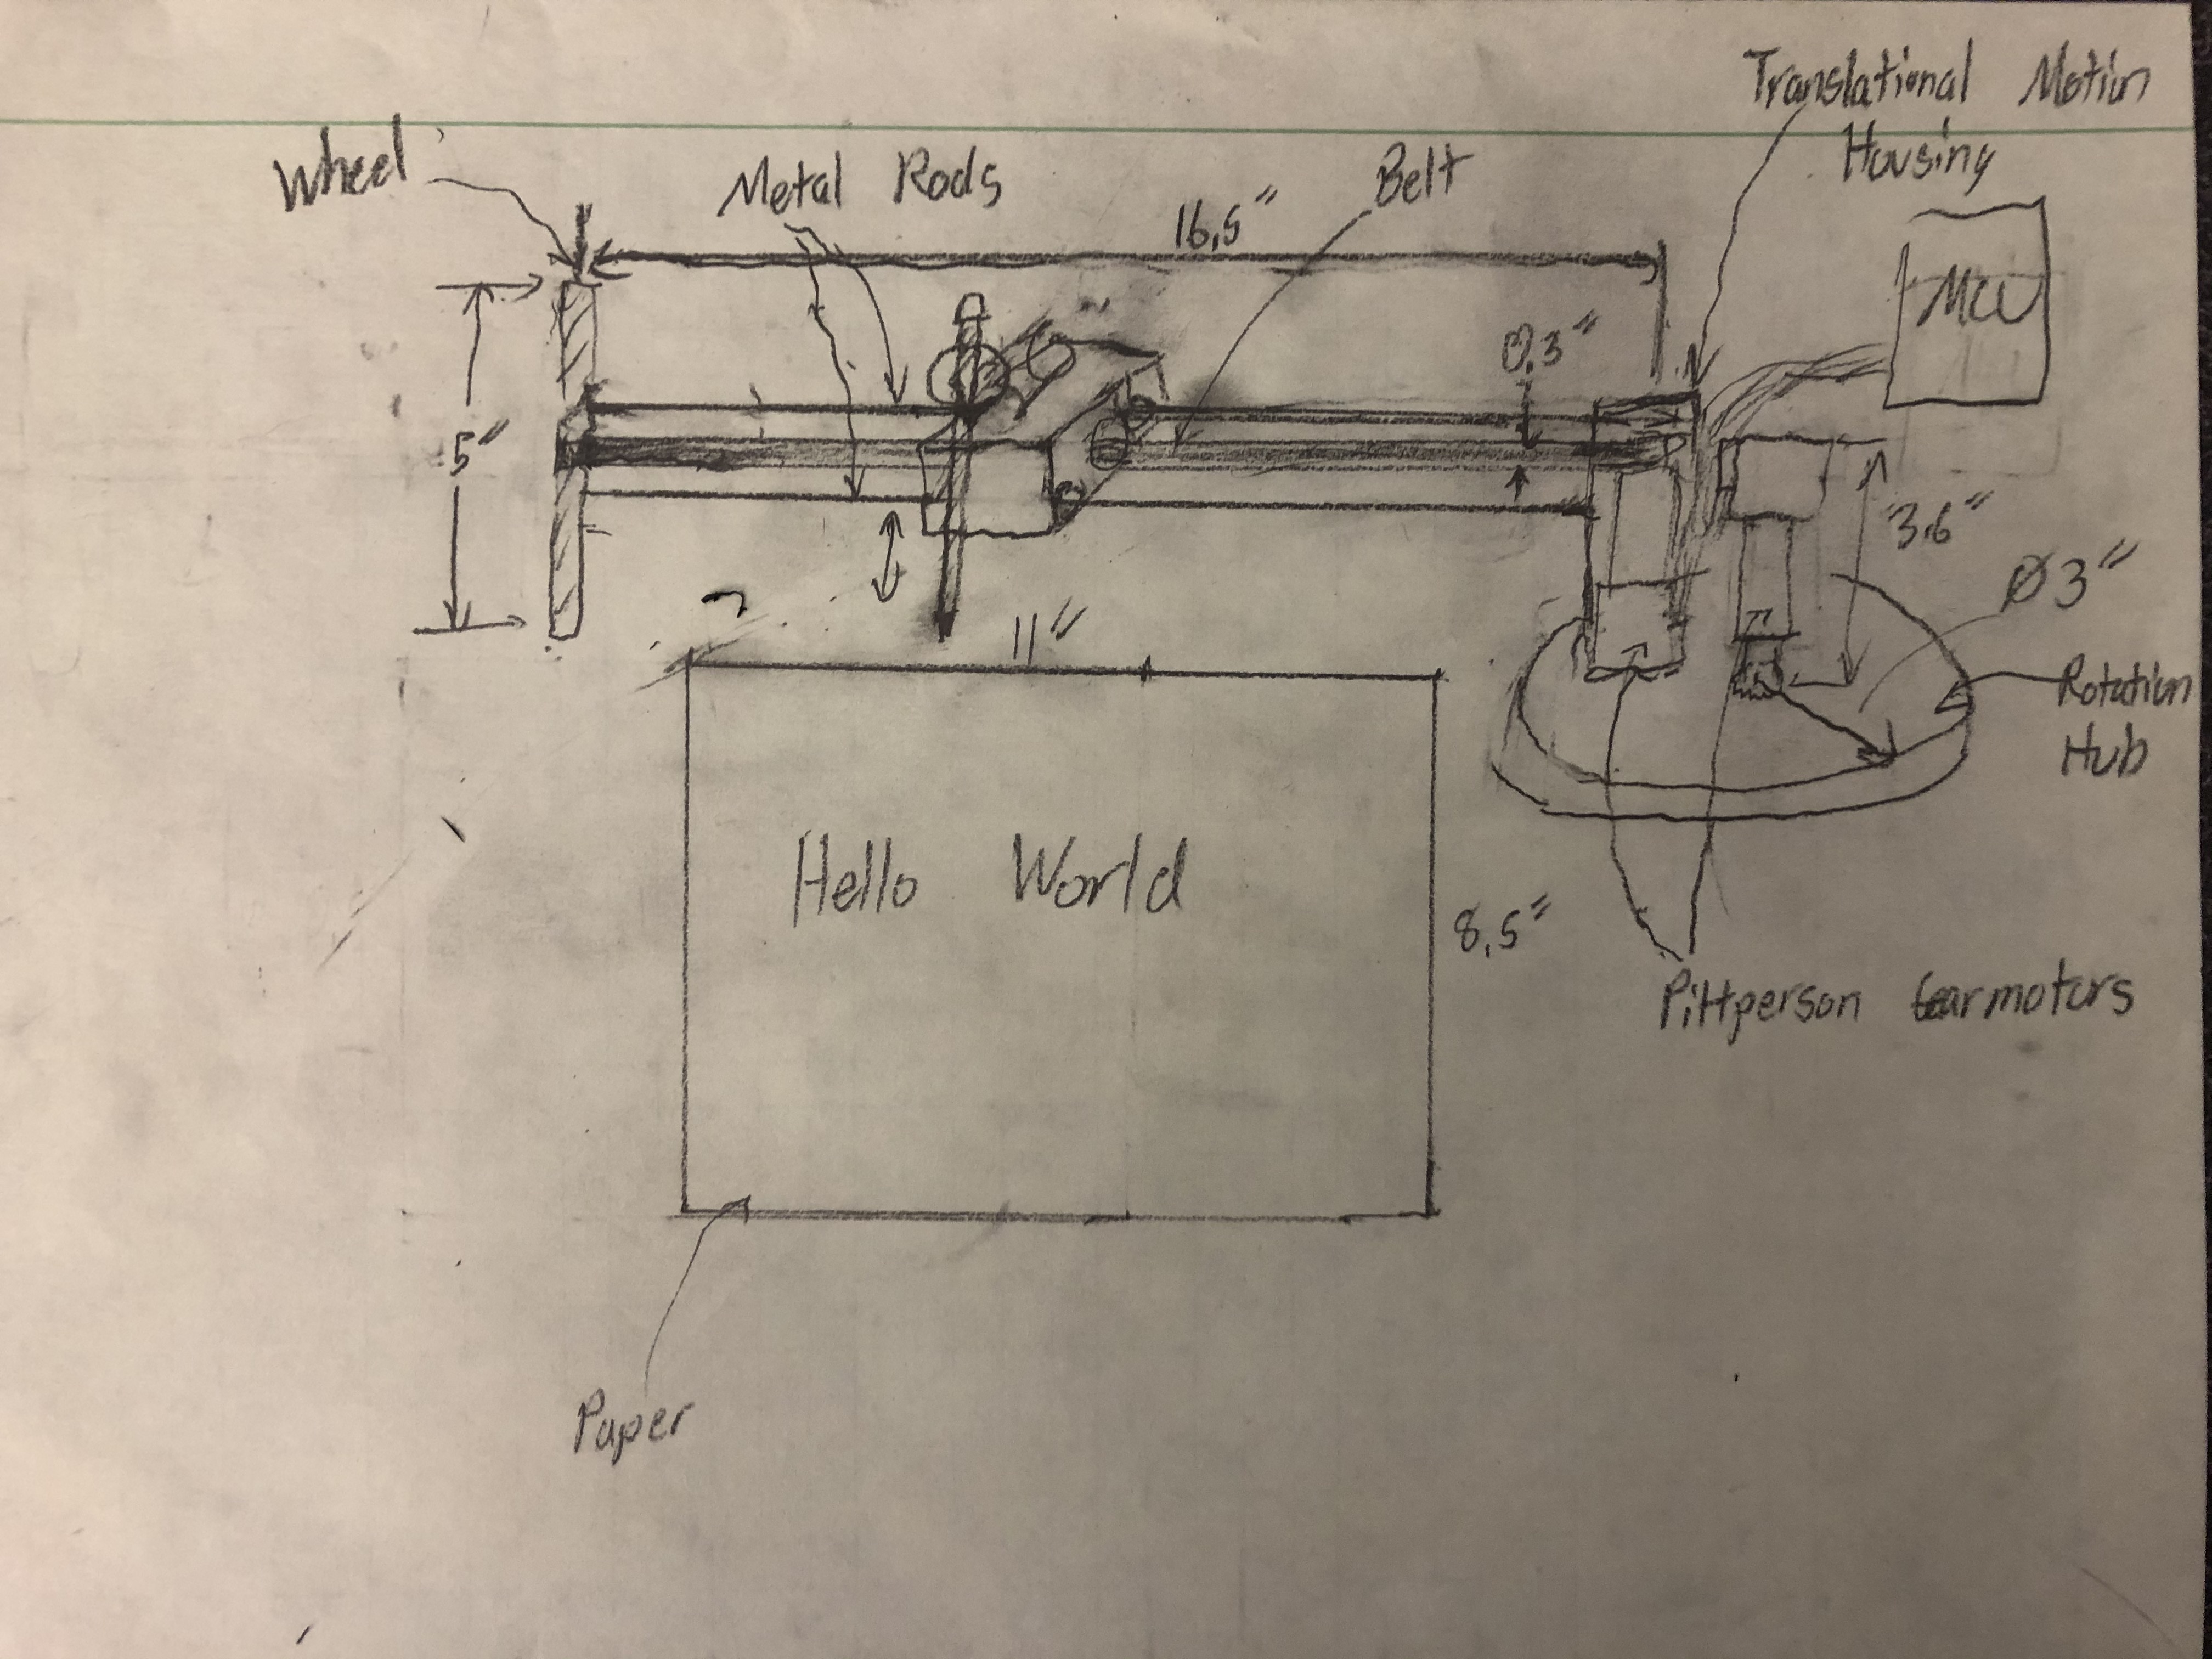 Wheel
Metal Rods
16,5"
Belt
Translational Motion
Housing
5"
0.3"
MCU
11"
3.6"
Ø3"
Hello World
8,5"
Rotation
Hub
Paper
Pittperson Gearmotors